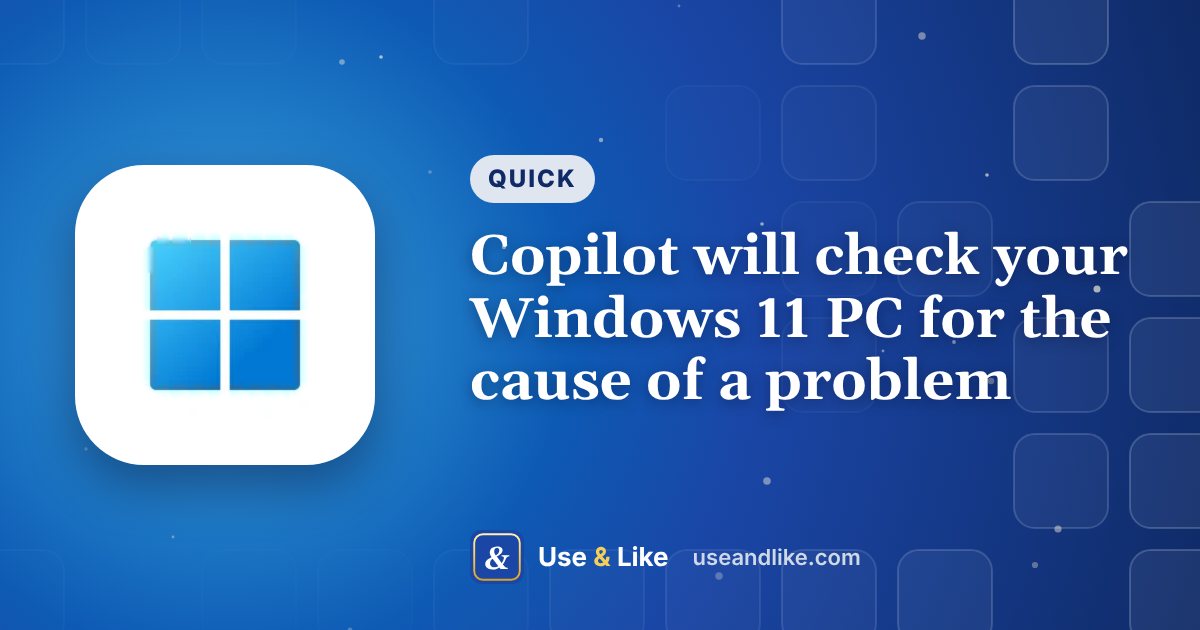 QUICK
Copilot will check your
Windows 11 PC for the
cause of a problem
& Use & Like useandlike.com